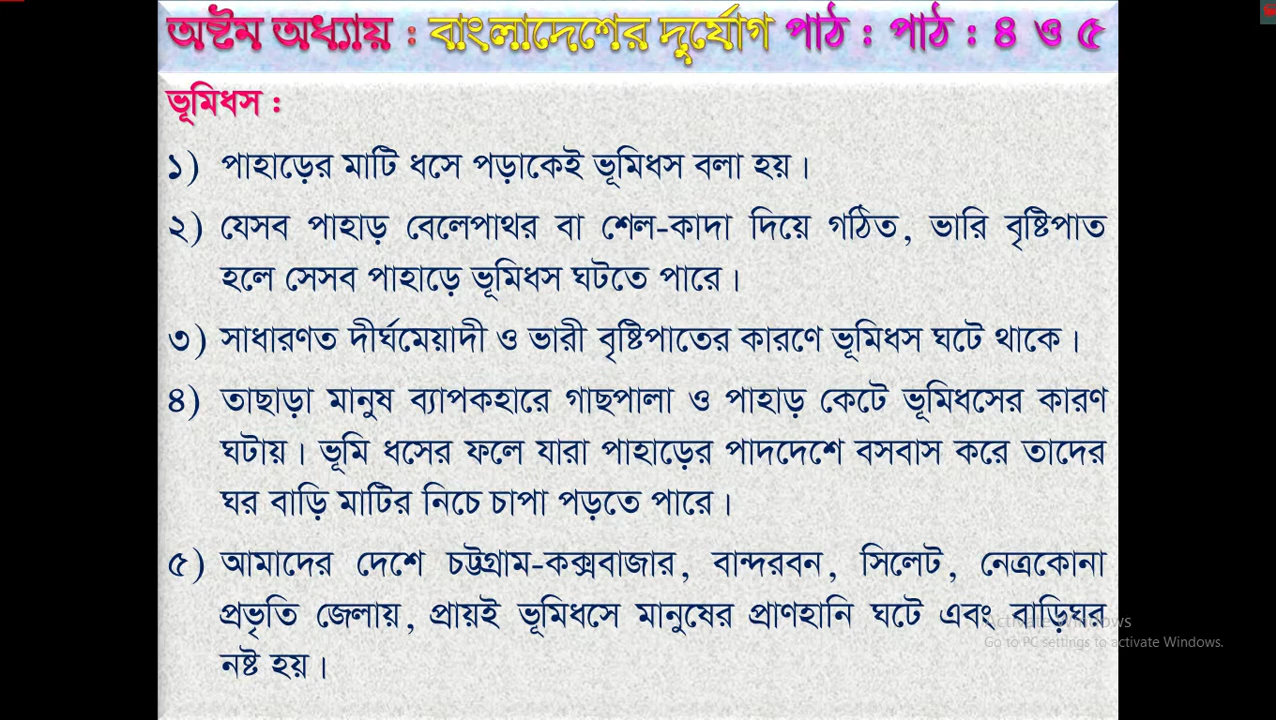 অষ্টম অধ্যায় : বাংলাদেশের দুর্যোগ পাঠ : পাঠ : ৪ ও ৫
ভূমিধস :
১) পাহাড়ের মাটি ধসে পড়াকেই ভূমিধস বলা হয়।
২) যেসব পাহাড় বেলেপাথর বা শেল-কাদা দিয়ে গঠিত, ভারি বৃষ্টিপাত
হলে সেসব পাহাড়ে ভূমিধস ঘটতে পারে।
৩) সাধারণত দীর্ঘমেয়াদী ও ভারী বৃষ্টিপাতের কারণে ভূমিধস ঘটে থাকে।
৪) তাছাড়া মানুষ ব্যাপকহারে গাছপালা ও পাহাড় কেটে ভূমিধসের কারণ
ঘটায়। ভূমি ধসের ফলে যারা পাহাড়ের পাদদেশে বসবাস করে তাদের
ঘর বাড়ি মাটির নিচে চাপা পড়তে পারে।
৫) আমাদের দেশে চট্টগ্রাম-কক্সবাজার, বান্দরবন, সিলেট, নেত্রকোনা
প্রভৃতি জেলায়, প্রায়ই ভূমিধসে মানুষের প্রাণহানি ঘটে এবং বাড়িঘর
নষ্ট হয়।
Activate Windows
Go to PC settings to activate Windows.